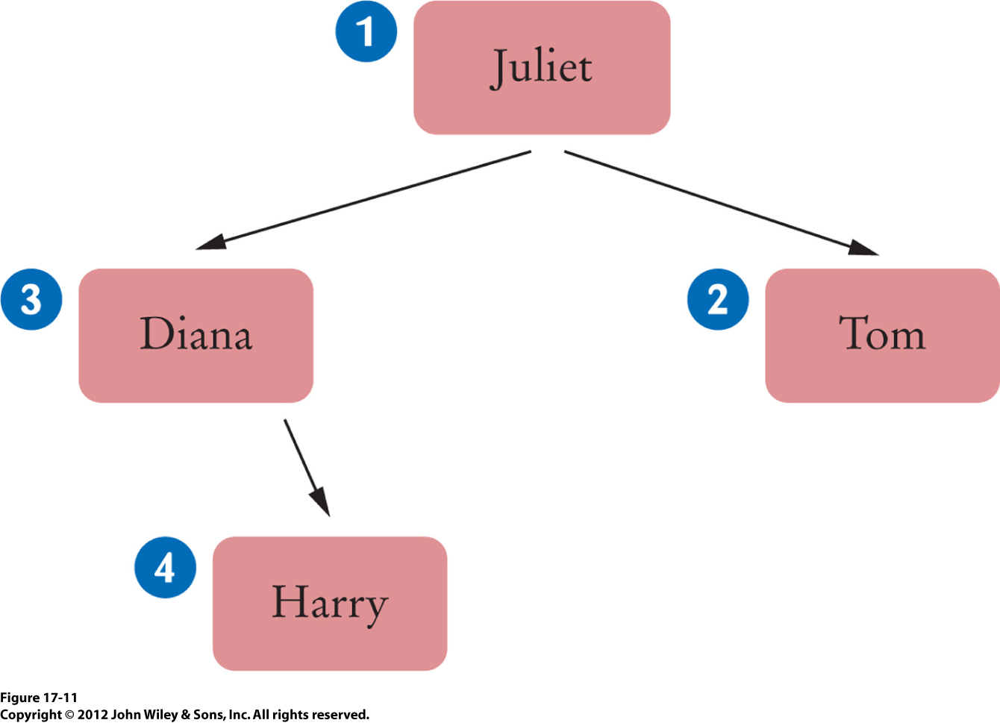 1
Juliet
3
Diana
2
Tom
4
Harry
Figure 17-11
Copyright © 2012 John Wiley & Sons, Inc. All rights reserved.